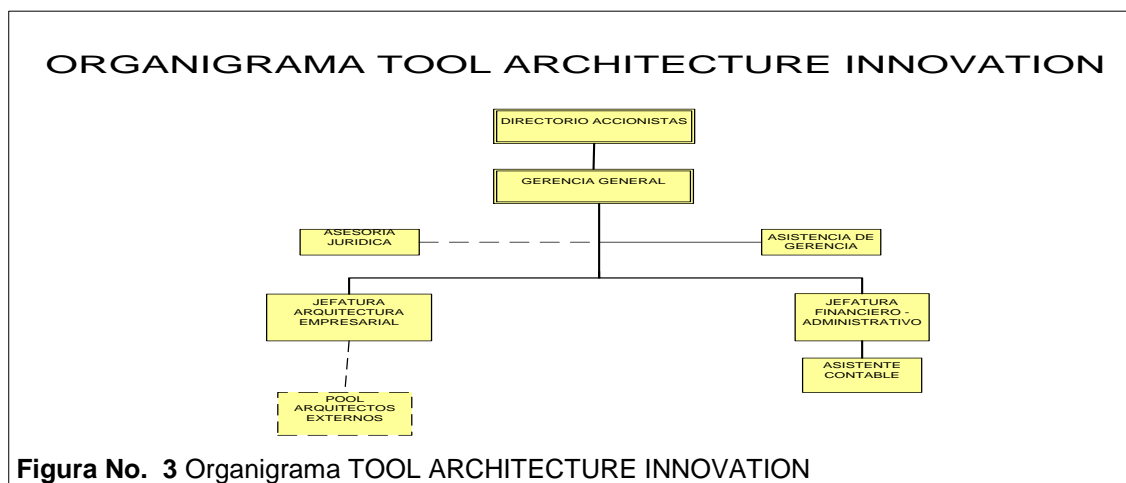 ORGANIGRAMA TOOL ARCHITECTURE INNOVATION
DIRECTORIO ACCIONISTAS
GERENCIA GENERAL
ASESORIA
JURIDICA
ASISTENCIA DE
GERENCIA
JEFATURA
ARQUITECTURA
EMPRESARIAL
JEFATURA
FINANCIERO -
ADMINISTRATIVO
ASISTENTE
CONTABLE
POOL
ARQUITECTOS
EXTERNOS
Figura No. 3 Organigrama TOOL ARCHITECTURE INNOVATION